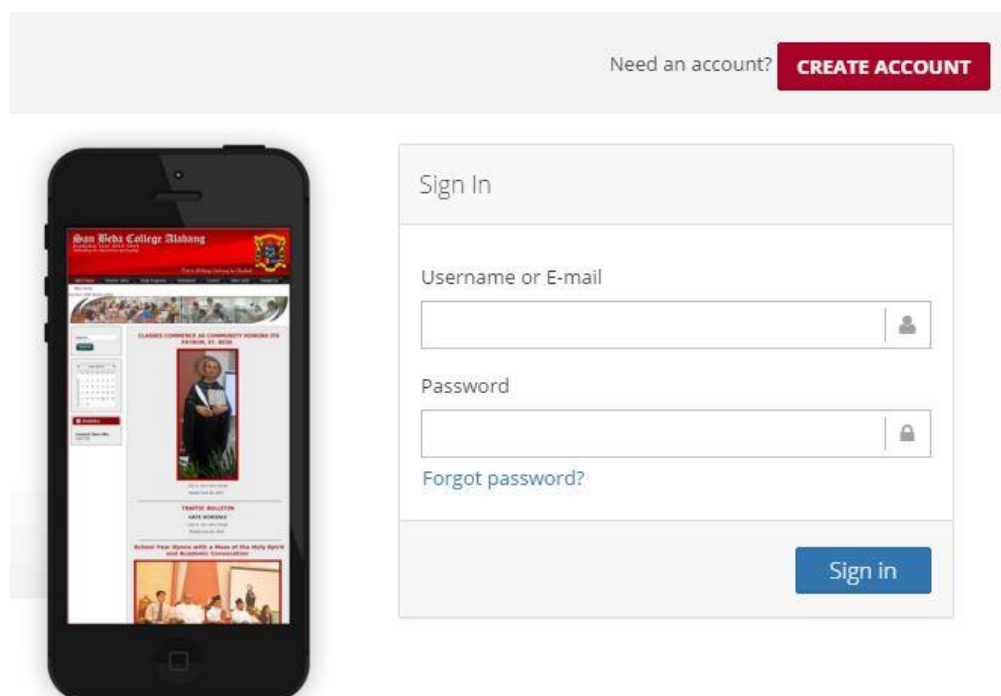 Need an account? CREATE ACCOUNT
San Beda College Alabang
CLASSES COMMENCE AS COMMUNITY HONORS ITS
PATRON, ST. BEDE
TRAFFIC BULLETIN
GATE SCHEDULE
School Year Opens with a Mass of the Holy Spirit
and Academic Convocation
Sign In
Username or E-mail
Password
Forgot password?
Sign in